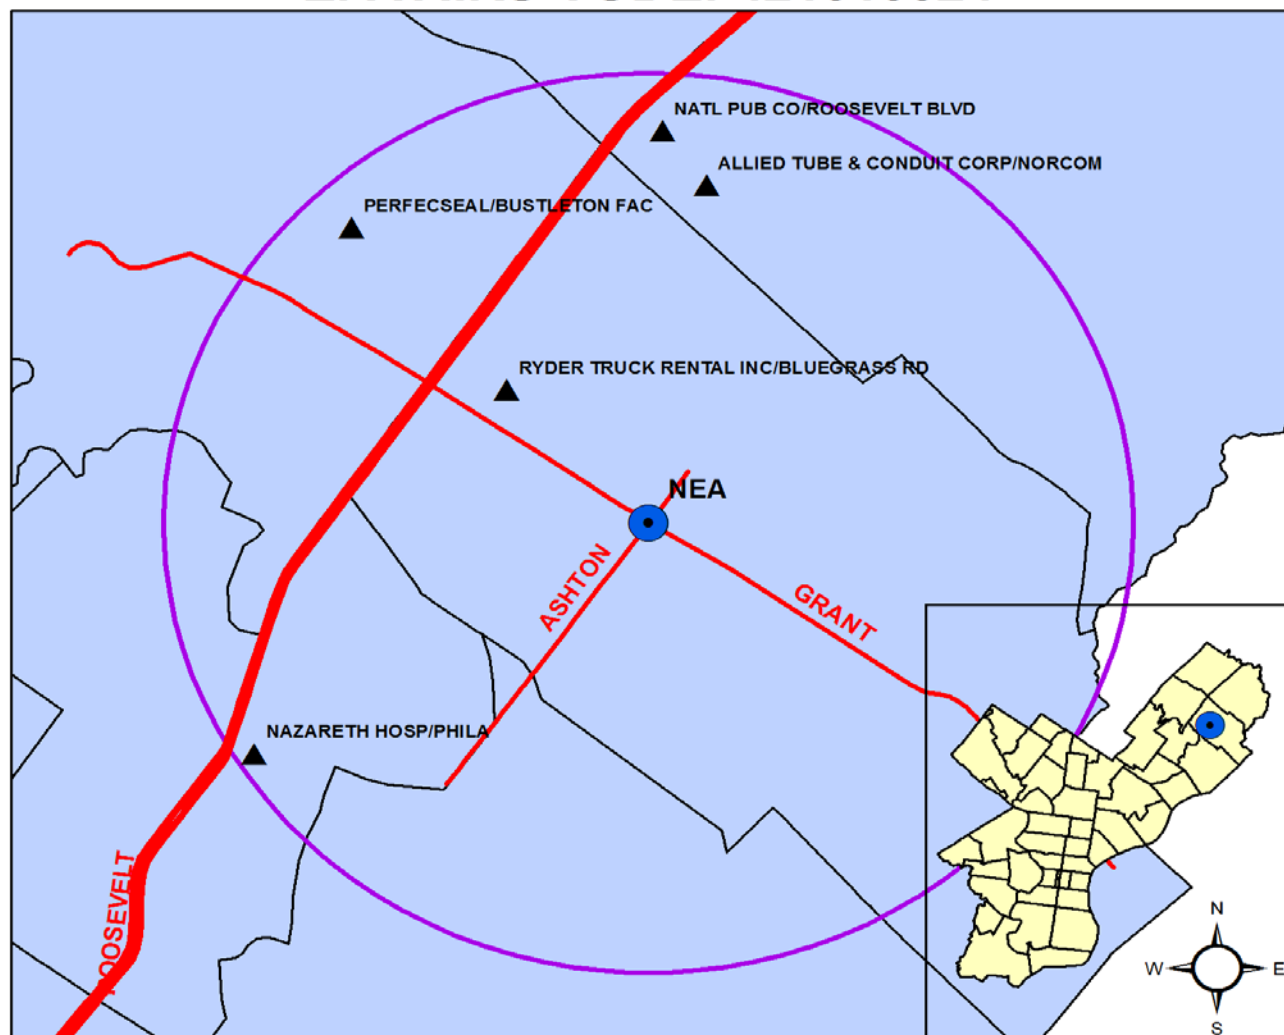 NATL PUB CO/ROOSEVELT BLVD
ALLIED TUBE & CONDUIT CORP/NORCOM
PERFECSEAL/BUSTLETON FAC
RYDER TRUCK RENTAL INC/BLUEGRASS RD
NEA
ASHTON
GRANT
NAZARETH HOSP/PHILA
ROOSEVELT
N
W
E
S